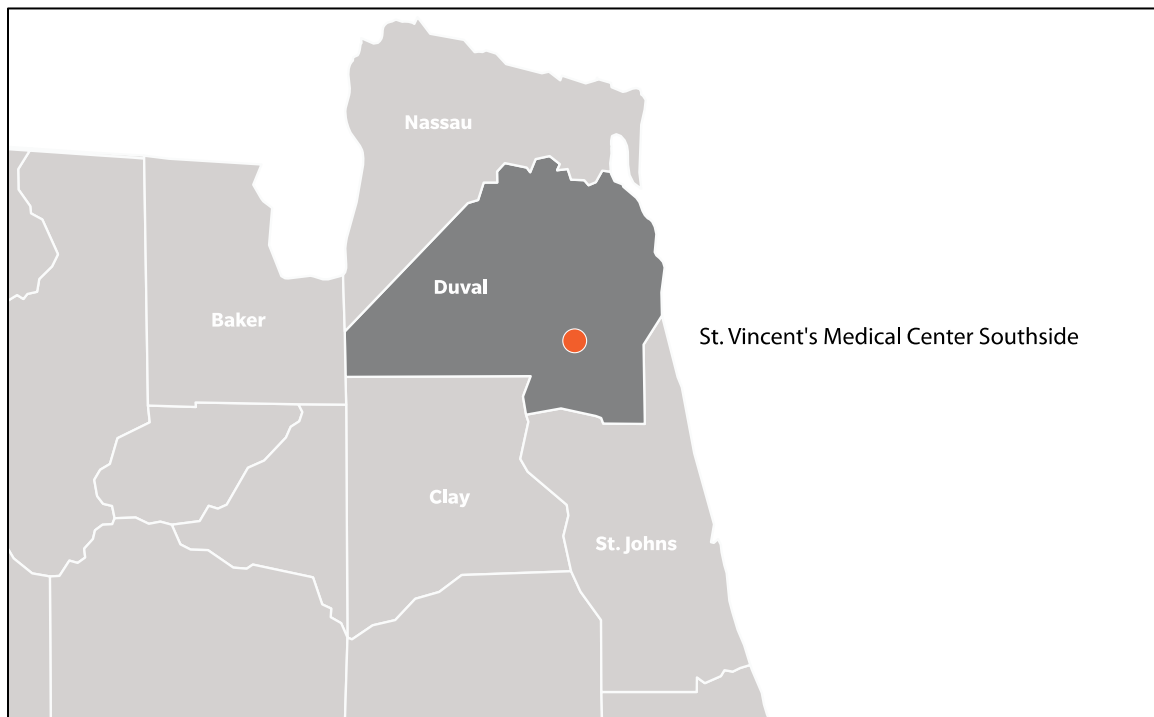 Nassau
Duval
Baker
St. Vincent's Medical Center Southside
Clay
St. Johns